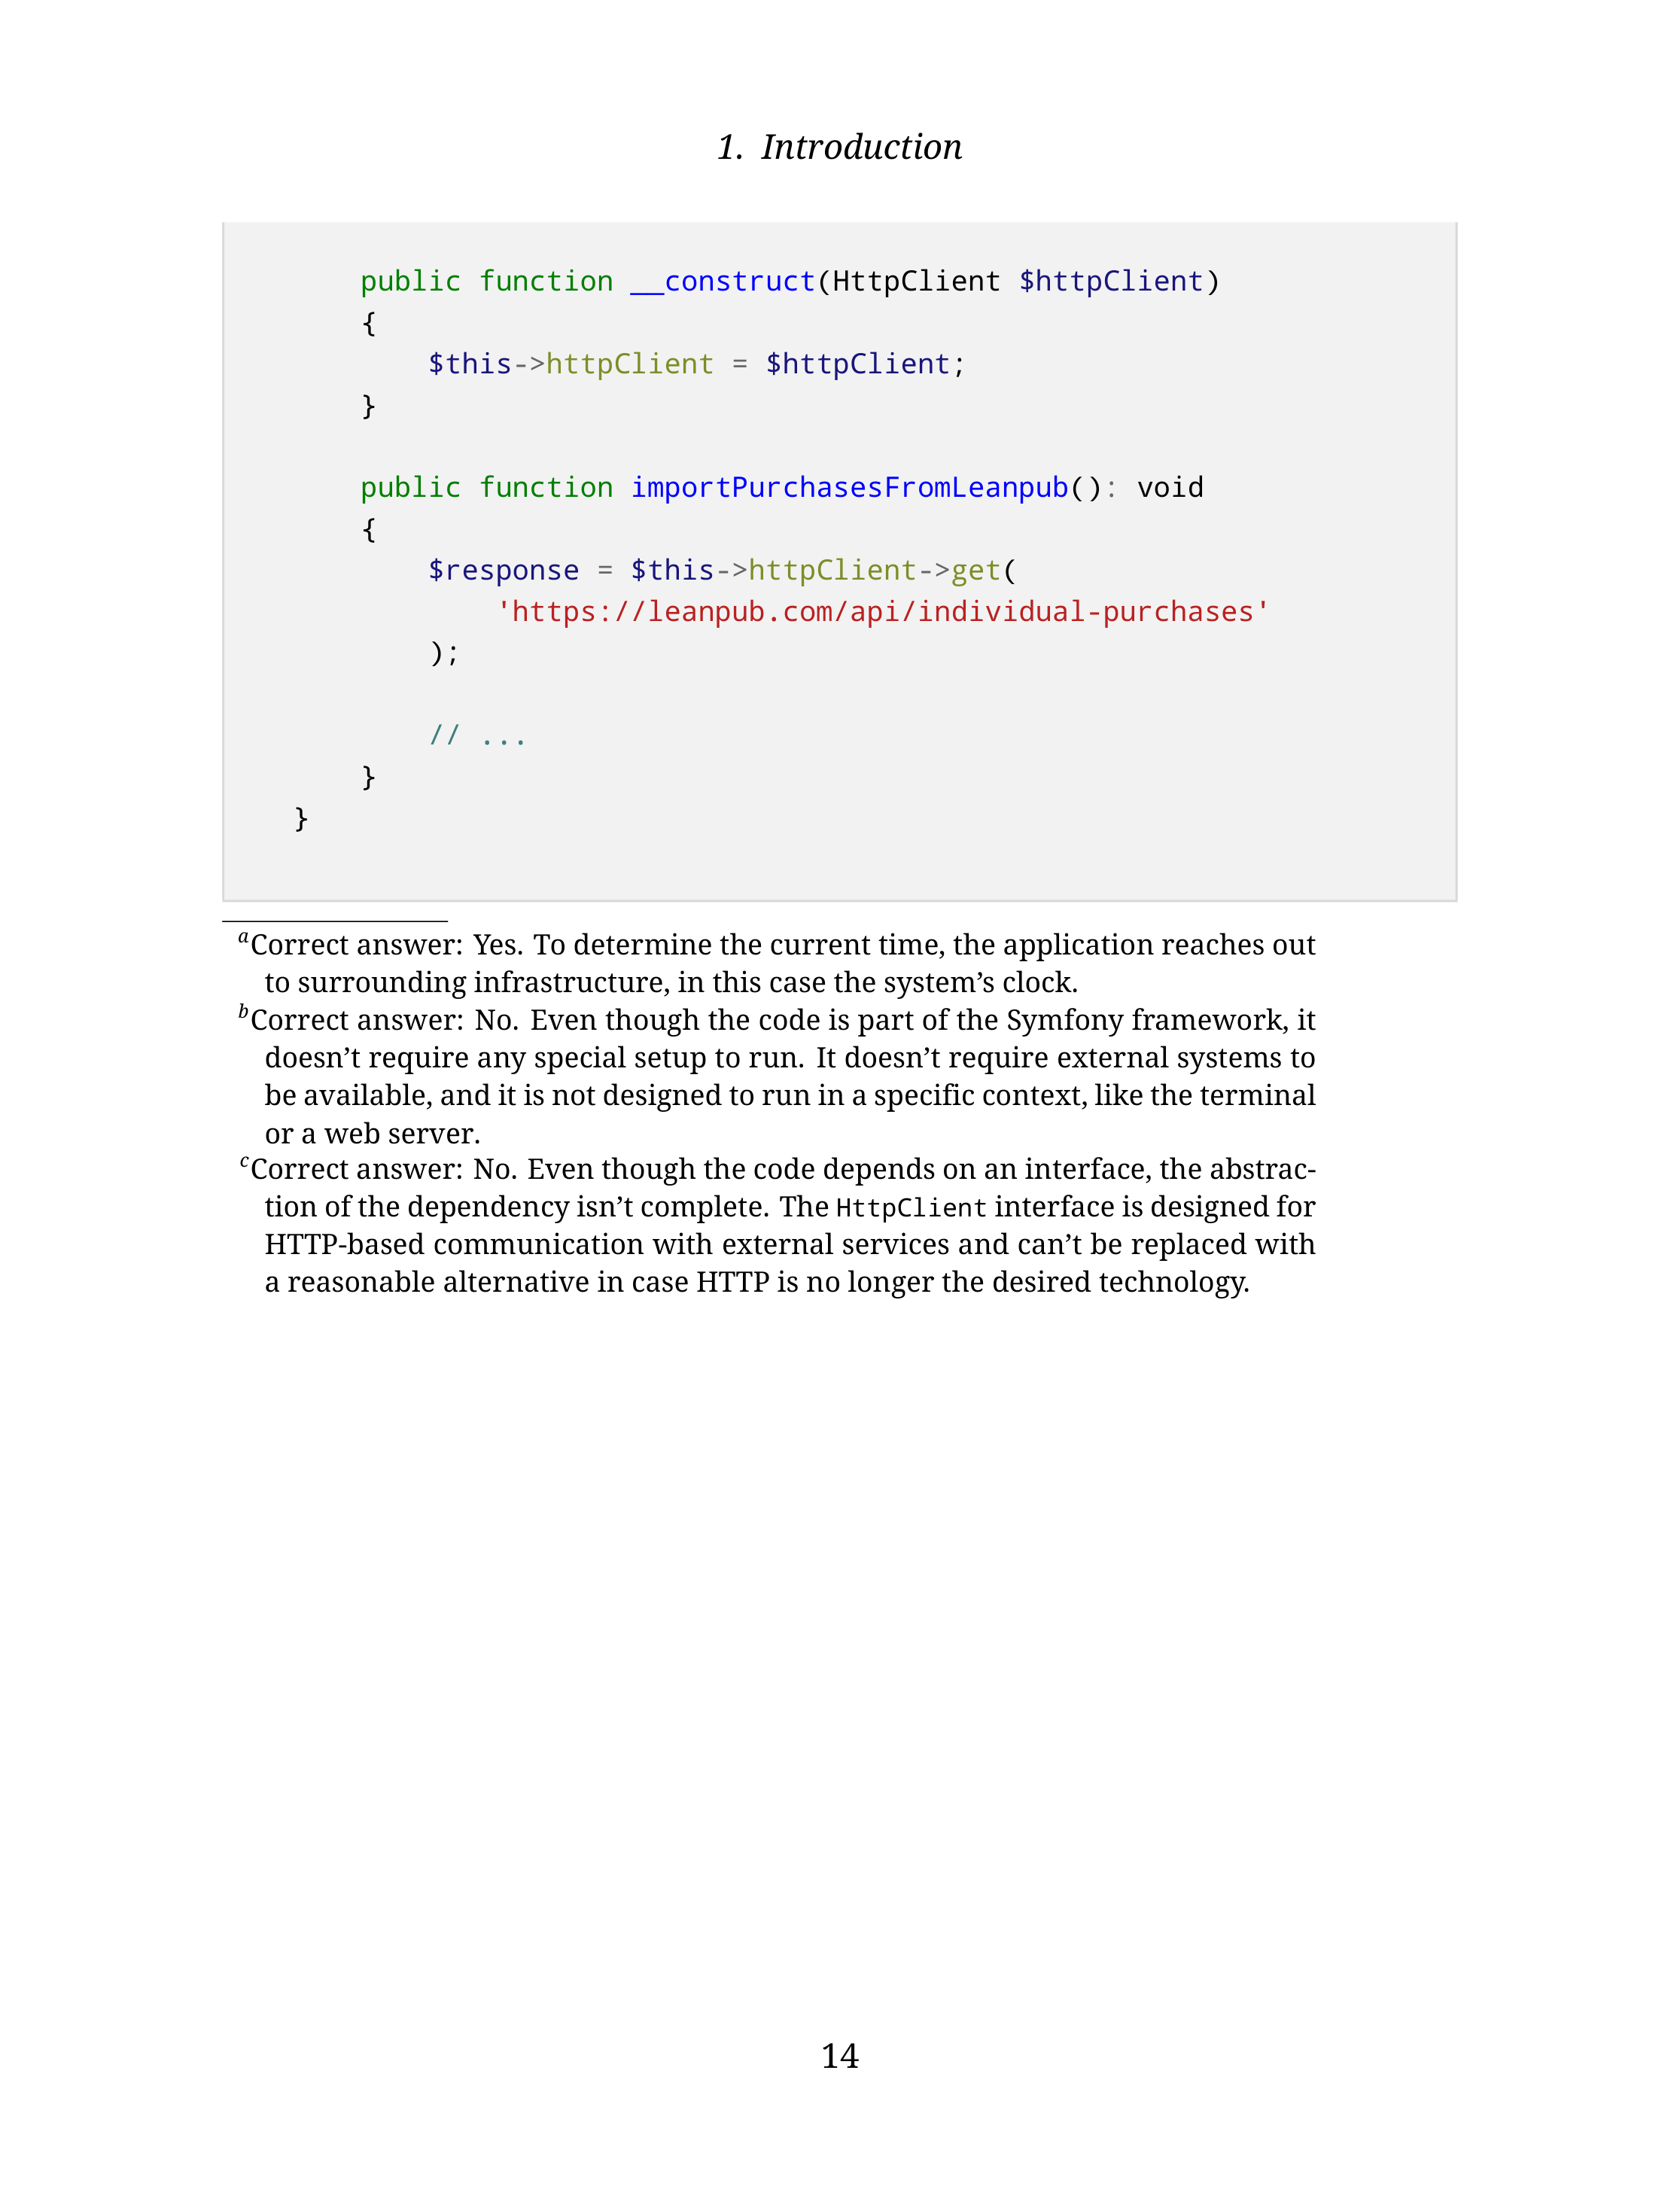 1. Introduction
public function __construct(HttpClient $httpClient)
{
$this->httpClient = $httpClient;
}
public function importPurchasesFromLeanpub(): void
{
$response = $this->httpClient->get(
'https://leanpub.com/api/individual-purchases'
);
// ...
}
}
aCorrect answer: Yes. To determine the current time, the application reaches out
to surrounding infrastructure, in this case the system’s clock.
bCorrect answer: No. Even though the code is part of the Symfony framework, it
doesn’t require any special setup to run. It doesn’t require external systems to
be available, and it is not designed to run in a specific context, like the terminal
or a web server.
cCorrect answer: No. Even though the code depends on an interface, the abstrac-
tion of the dependency isn’t complete. The HttpClient interface is designed for
HTTP-based communication with external services and can’t be replaced with
a reasonable alternative in case HTTP is no longer the desired technology.
14